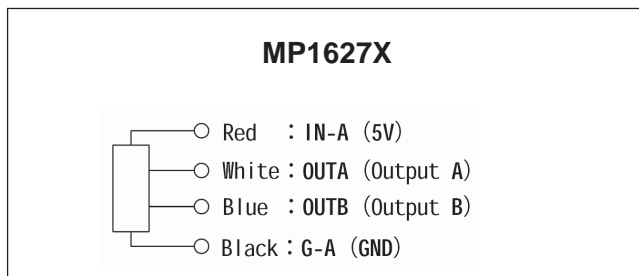 MP1627X
Red : IN-A (5V)
White : OUTA (Output A)
Blue : OUTB (Output B)
Black : G-A (GND)